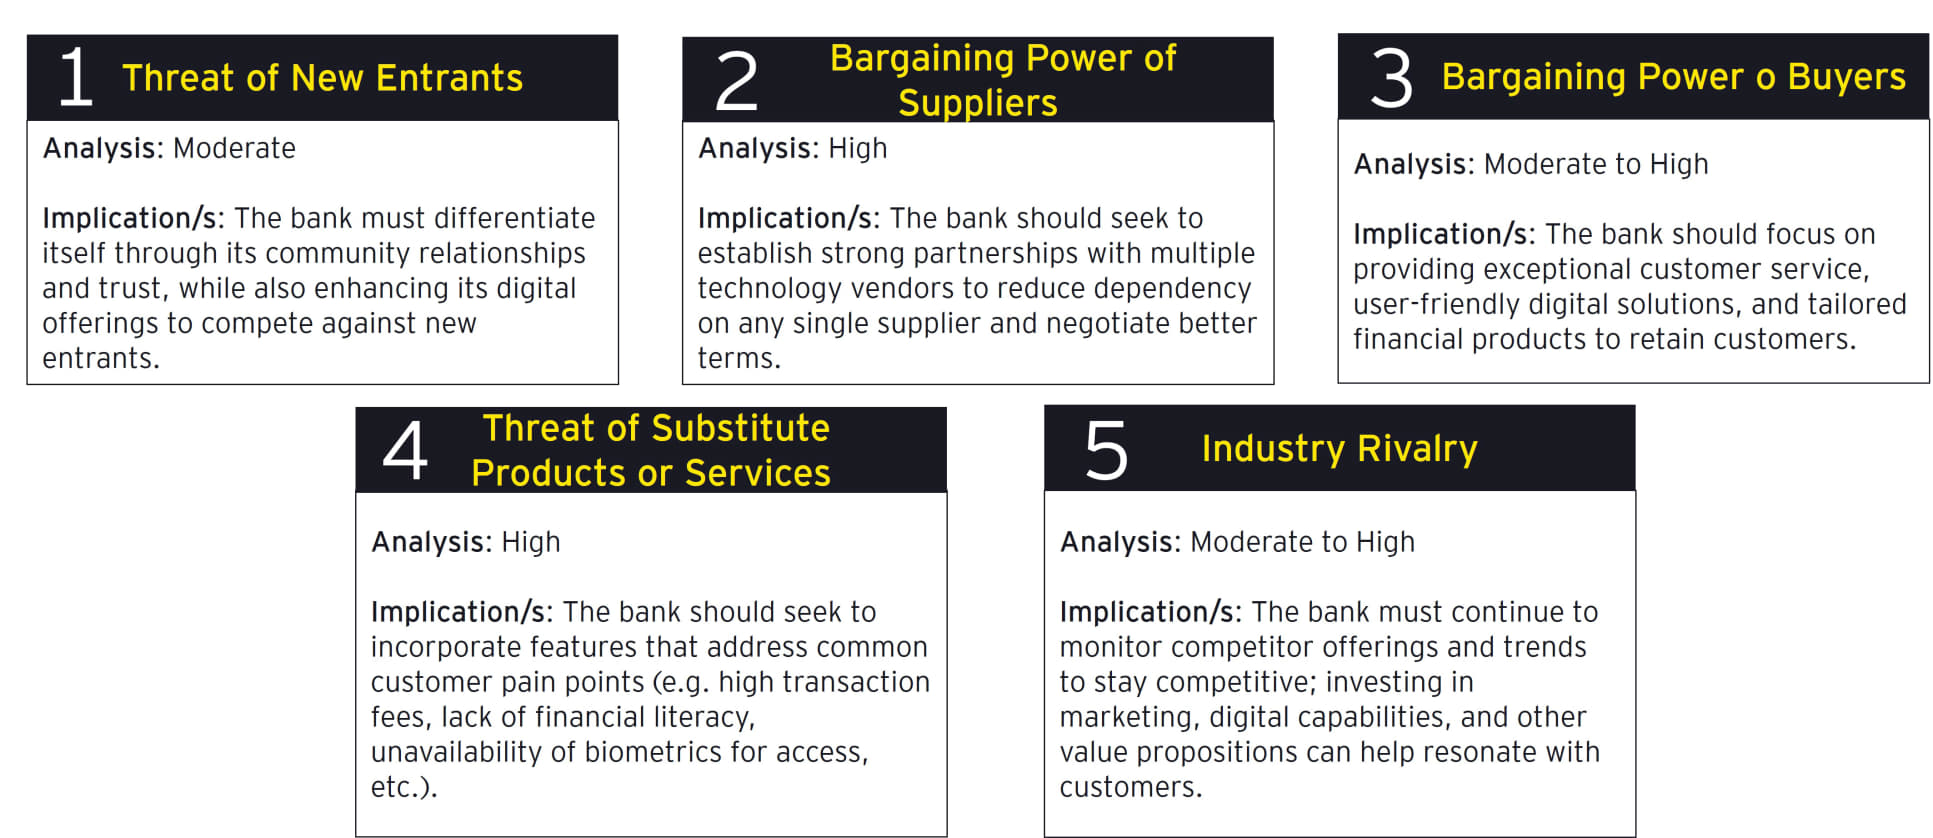 1 Threat of New Entrants
Analysis: Moderate
Implication/s: The bank must differentiate
itself through its community relationships
and trust, while also enhancing its digital
offerings to compete against new
entrants.
2 Bargaining Power of
Suppliers
Analysis: High
Implication/s: The bank should seek to
establish strong partnerships with multiple
technology vendors to reduce dependency
on any single supplier and negotiate better
terms.
3 Bargaining Power o Buyers
Analysis: Moderate to High
Implication/s: The bank should focus on
providing exceptional customer service,
user-friendly digital solutions, and tailored
financial products to retain customers.
4 Threat of Substitute
Products or Services
Analysis: High
Implication/s: The bank should seek to
incorporate features that address common
customer pain points (e.g. high transaction
fees, lack of financial literacy,
unavailability of biometrics for access,
etc.).
5 Industry Rivalry
Analysis: Moderate to High
Implication/s: The bank must continue to
monitor competitor offerings and trends
to stay competitive; investing in
marketing, digital capabilities, and other
value propositions can help resonate with
customers.